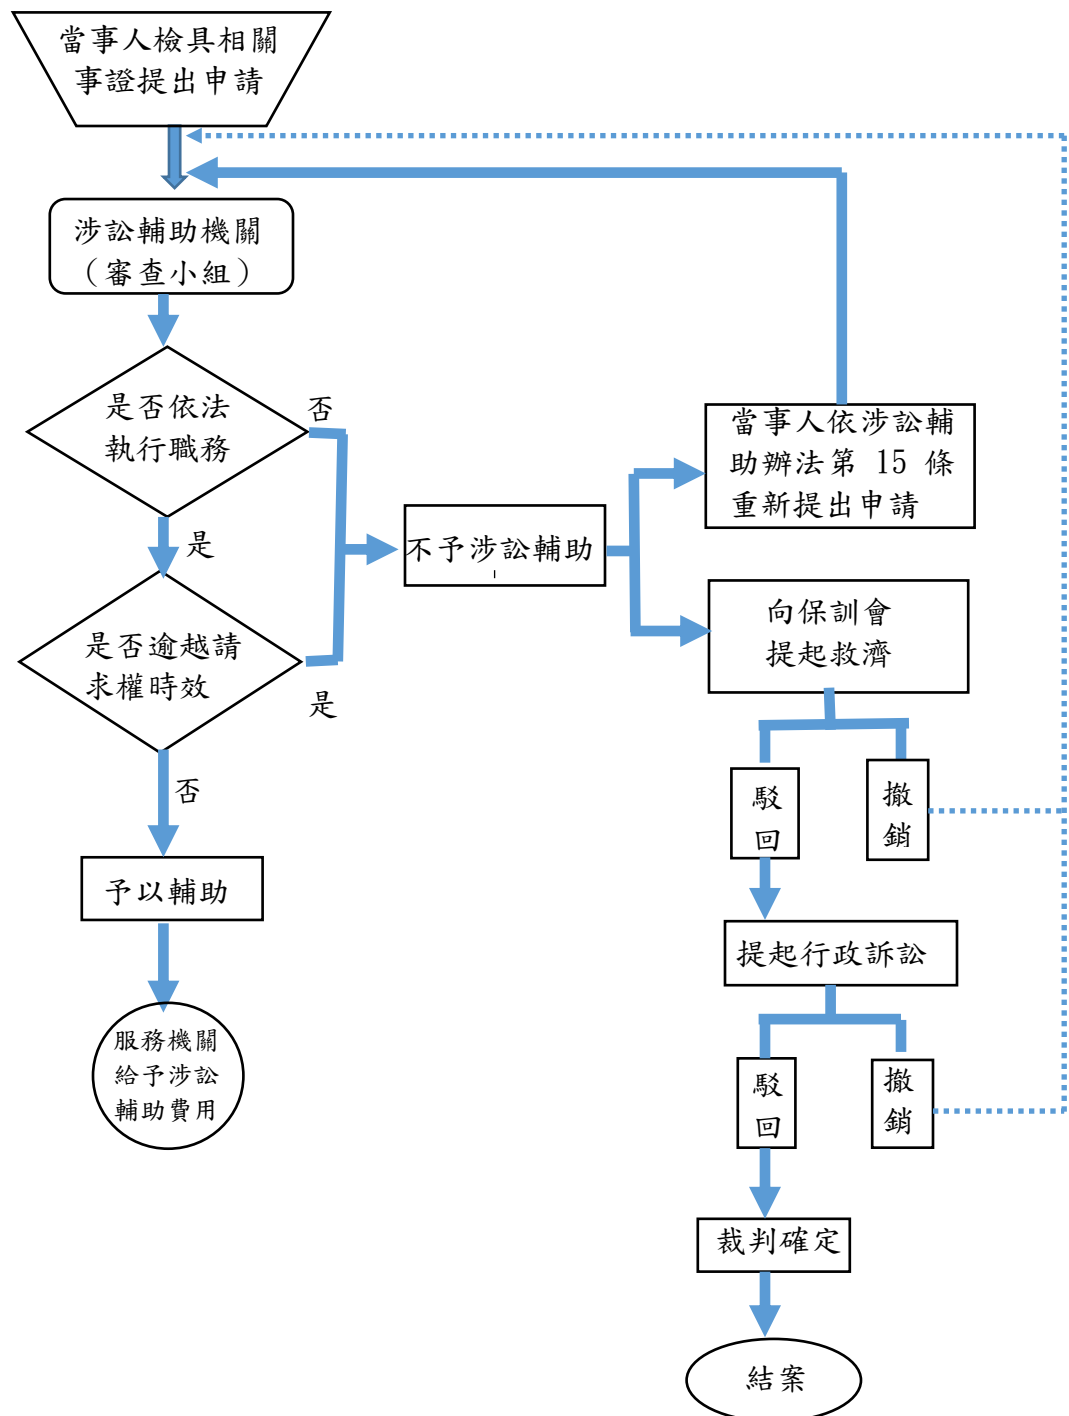 當事人檢具相關
事證提出申請
涉訟輔助機關
（審查小組）
是否依法
執行職務
否
是
是否逾越請
求權時效
是
否
予以輔助
服務機關
給予涉訟
輔助費用
不予涉訟輔助
當事人依涉訟輔
助辦法第 15 條
重新提出申請
向保訓會
提起救濟
駁
回
撤
銷
提起行政訴訟
駁
回
撤
銷
裁判確定
結案